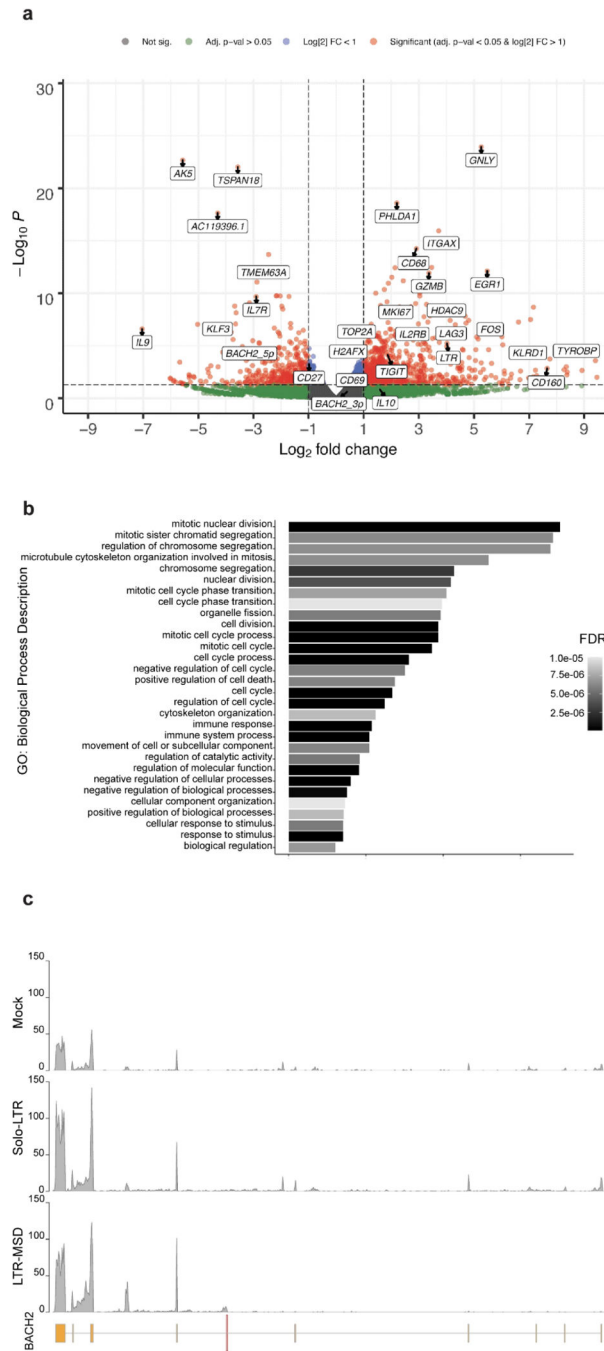 a
Not sig. Adj. p-val > 0.05 Log[2] FC < 1 Significant (adj. p-val < 0.05 & log[2] FC > 1)
30
20
10
0
−Log10 P
AK5
TSPAN18
AC119396.1
TMEM63A
IL7R
KLF3
IL9
BACH2_5p
CD27
GNLY
PHLDA1
ITGAX
CD68
GZMB
EGR1
MKI67
HDAC9
TOP2A
IL2RB
LAG3
FOS
H2AFX
LTR
KLRD1
TYROBP
TIGIT
CD69
CD160
BACH2_3p
IL10
−9 −7 −5 −3 −1 1 3 5 7 9
Log2 fold change
b
GO: Biological Process Description
mitotic nuclear division
mitotic sister chromatid segregation
regulation of chromosome segregation
microtubule cytoskeleton organization involved in mitosis
chromosome segregation
nuclear division
mitotic cell cycle phase transition
cell cycle phase transition
organelle fission
cell division
mitotic cell cycle process
mitotic cell cycle
cell cycle process
negative regulation of cell cycle
positive regulation of cell death
cell cycle
regulation of cell cycle
cytoskeleton organization
immune response
immune system process
movement of cell or subcellular component
regulation of catalytic activity
regulation of molecular function
negative regulation of cellular processes
negative regulation of biological processes
cellular component organization
positive regulation of biological processes
cellular response to stimulus
response to stimulus
biological regulation
FDR
1.0e-05
7.5e-06
5.0e-06
2.5e-06
c
Mock
150
100
50
0
Solo-LTR
150
100
50
0
LTR-MSD
150
100
50
0
BACH2